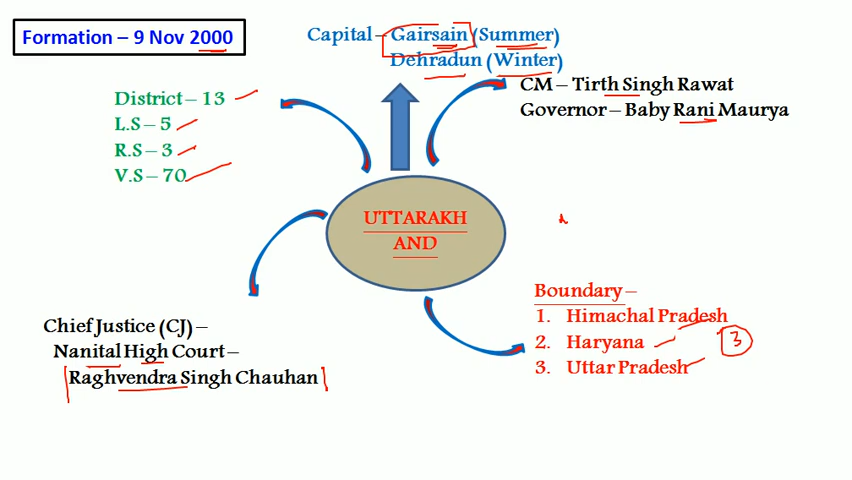 Formation – 9 Nov 2000
Capital – Gairsain (Summer)
Dehradun (Winter)
CM – Tirth Singh Rawat
Governor – Baby Rani Maurya
District – 13
L.S – 5
R.S – 3
V.S – 70
UTTARAKH
AND
Boundary –
1. Himachal Pradesh
2. Haryana
3. Uttar Pradesh
3
Chief Justice (CJ) –
Nanital High Court –
Raghvendra Singh Chauhan